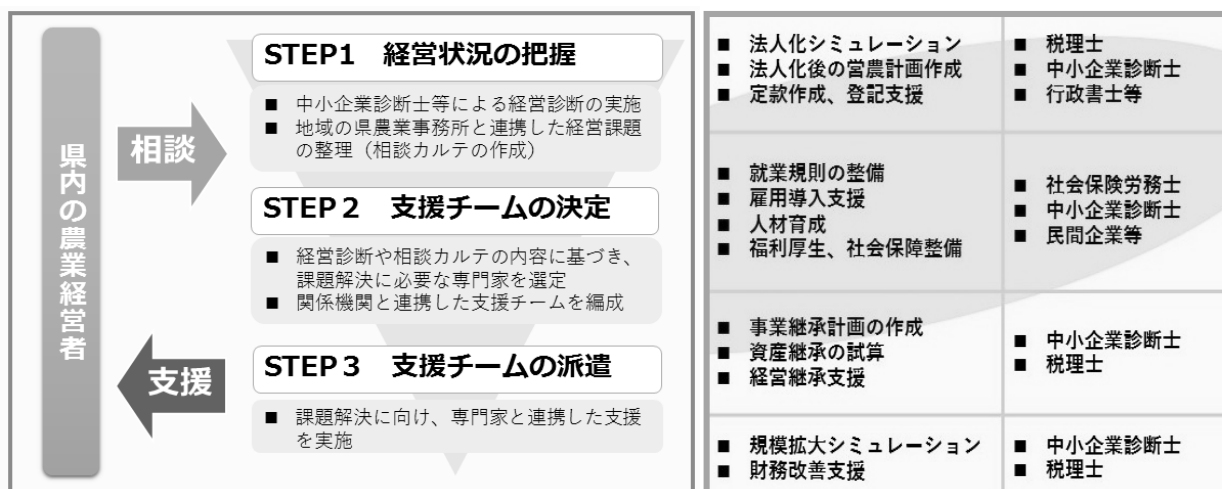 県内の農業経営者
相談
支援
STEP1 経営状況の把握
■ 中小企業診断士等による経営診断の実施
■ 地域の県農業事務所と連携した経営課題
の整理（相談カルテの作成）
STEP２ 支援チームの決定
■ 経営診断や相談カルテの内容に基づき、
課題解決に必要な専門家を選定
■ 関係機関と連携した支援チームを編成
STEP３ 支援チームの派遣
■ 課題解決に向け、専門家と連携した支援
を実施
■ 法人化シミュレーション
■ 法人化後の営農計画作成
■ 定款作成、登記支援
■ 税理士
■ 中小企業診断士
■ 行政書士等
■ 就業規則の整備
■ 雇用導入支援
■ 人材育成
■ 福利厚生、社会保障整備
■ 社会保険労務士
■ 中小企業診断士
■ 民間企業等
■ 事業継承計画の作成
■ 資産継承の試算
■ 経営継承支援
■ 中小企業診断士
■ 税理士
■ 規模拡大シミュレーション
■ 財務改善支援
■ 中小企業診断士
■ 税理士